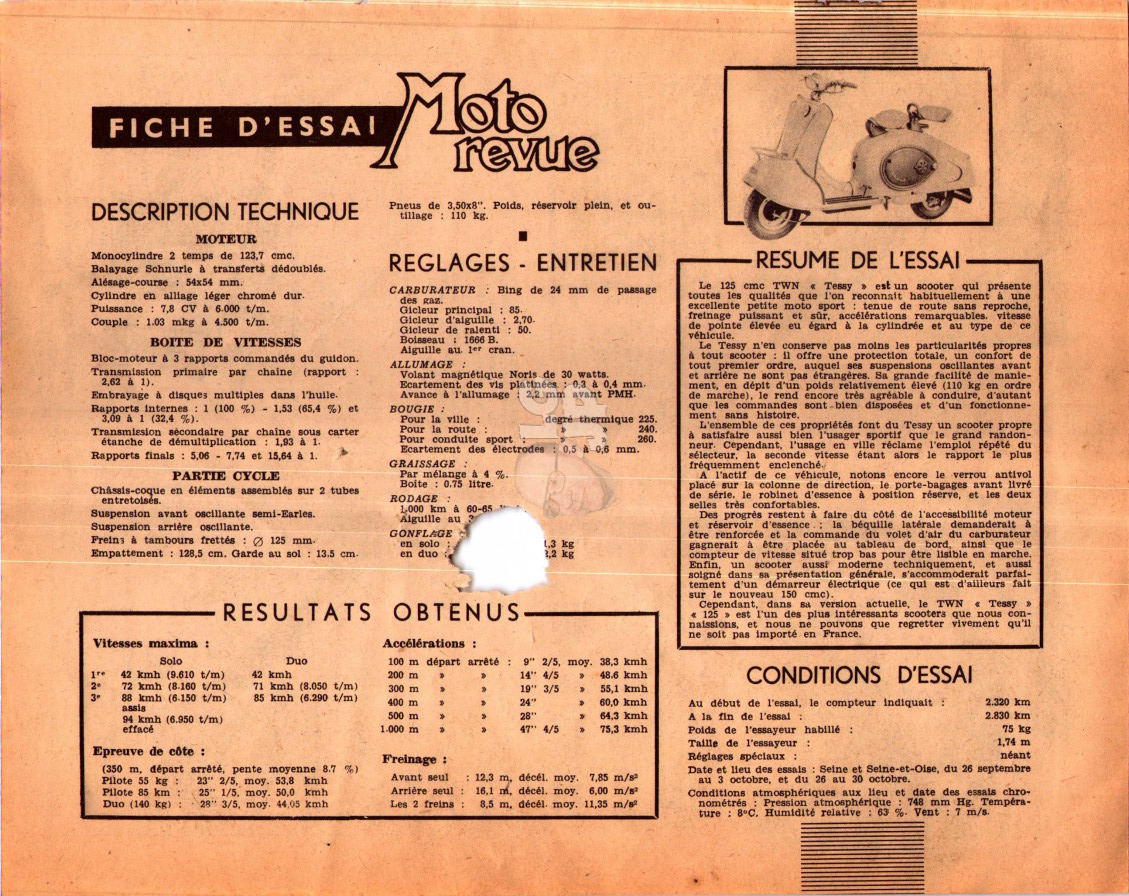 FICHE D'ESSAI
Moto revue
DESCRIPTION TECHNIQUE
MOTEUR
Monocylindre 2 temps de 123,7 cmc.
Balayage Schnurle à transferts dédoublés.
Alésage-course : 54x54 mm.
Cylindre en alliage léger chromé dur.
Puissance : 7,8 CV à 6.000 t/m.
Couple : 1.03 mkg à 4.500 t/m.
BOITE DE VITESSES
Bloc-moteur à 3 rapports commandés du guidon.
Transmission primaire par chaîne (rapport :
2,62 à 1).
Embrayage à disques multiples dans l'huile.
Rapports internes : 1 (100 %) - 1,53 (65,4 %) et
3,09 à 1 (32,4 %).
Transmission secondaire par chaîne sous carter
étanche de démultiplication : 1,93 à 1.
Rapports finals : 5,06 - 7,74 et 15,64 à 1.
PARTIE CYCLE
Châssis-coque en éléments assemblés sur 2 tubes
entretoisés.
Suspension avant oscillante semi-Earles.
Suspension arrière oscillante.
Freins à tambours frettés : Ø 125 mm.
Empattement : 128,5 cm. Garde au sol : 13.5 cm.
Pneus de 3,50x8". Poids, réservoir plein, et ou-
tillage : 110 kg.
REGLAGES - ENTRETIEN
CARBURATEUR : Bing de 24 mm de passage
des gaz.
Gicleur principal : 85.
Gicleur d'aiguille : 2,70.
Gicleur de ralenti : 50.
Boisseau : 1666 B.
Aiguille au 1er cran.
ALLUMAGE :
Volant magnétique Noris de 30 watts.
Ecartement des vis platinées : 0,3 à 0,4 mm.
Avance à l'allumage : 2,2 mm avant PMH.
BOUGIE :
Pour la ville : degré thermique 225.
Pour la route : » » 240.
Pour conduite sport : » » 260.
Ecartement des électrodes : 0,5 à 0,6 mm.
GRAISSAGE :
Par mélange à 4 %.
Boîte : 0.75 litre.
RODAGE :
1.000 km à 60-65
Aiguille au
GONFLAGE
en solo : ,3 kg
en duo : ,2 kg
RESUME DE L'ESSAI
Le 125 cmc TWN « Tessy » est un scooter qui présente
toutes les qualités que l'on reconnaît habituellement à une
excellente petite moto sport : tenue de route sans reproche,
freinage puissant et sûr, accélérations remarquables, vitesse
de pointe élevée eu égard à la cylindrée et au type de ce
véhicule.
Le Tessy n'en conserve pas moins les particularités propres
à tout scooter : il offre une protection totale, un confort de
tout premier ordre, auquel ses suspensions oscillantes avant
et arrière ne sont pas étrangères. Sa grande facilité de manie-
ment, en dépit d'un poids relativement élevé (110 kg en ordre
de marche), le rend encore très agréable à conduire, d'autant
que les commandes sont bien disposées et d'un fonctionne-
ment sans histoire.
L'ensemble de ces propriétés font du Tessy un scooter propre
à satisfaire aussi bien l'usager sportif que le grand randon-
neur. Cependant, l'usage en ville réclame l'emploi répété du
sélecteur, la seconde vitesse étant alors le rapport le plus
fréquemment enclenché.
A l'actif de ce véhicule, notons encore le verrou antivol
placé sur la colonne de direction, le porte-bagages avant livré
de série, le robinet d'essence à position réserve, et les deux
selles très confortables.
Des progrès restent à faire du côté de l'accessibilité moteur
et réservoir d'essence ; la béquille latérale demanderait à
être renforcée et la commande du volet d'air du carburateur
gagnerait à être placée au tableau de bord, ainsi que le
compteur de vitesse situé trop bas pour être lisible en marche.
Enfin, un scooter aussi moderne techniquement, et aussi
soigné dans sa présentation générale, s'accommoderait parfai-
tement d'un démarreur électrique (ce qui est d'ailleurs fait
sur le nouveau 150 cmc).
Cependant, dans sa version actuelle, le TWN « Tessy »
« 125 » est l'un des plus intéressants scooters que nous con-
naissions, et nous ne pouvons que regretter vivement qu'il
ne soit pas importé en France.
RESULTATS OBTENUS
Vitesses maxima :
Solo Duo
1re 42 kmh (9.610 t/m) 42 kmh
2e 72 kmh (8.160 t/m) 71 kmh (8.050 t/m)
3e 88 kmh (6.150 t/m) 85 kmh (6.290 t/m)
assis
94 kmh (6.950 t/m)
effacé
Epreuve de côte :
(350 m, départ arrêté, pente moyenne 8.7 %)
Pilote 55 kg : 23" 2/5, moy. 53,8 kmh
Pilote 85 km : 25" 1/5, moy. 50,0 kmh
Duo (140 kg) : 28" 3/5, moy. 44,05 kmh
Accélérations :
100 m départ arrêté : 9" 2/5, moy. 38,3 kmh
200 m » » 14" 4/5 » 48.6 kmh
300 m » » 19" 3/5 » 55,1 kmh
400 m » » 24" » 60,0 kmh
500 m » » 28" » 64,3 kmh
1.000 m » » 47" 4/5 » 75,3 kmh
Freinage :
Avant seul : 12,3 m, décél. moy. 7,85 m/s²
Arrière seul : 16,1 m, décél. moy. 6,00 m/s²
Les 2 freins : 8,5 m, décél. moy. 11,35 m/s²
CONDITIONS D'ESSAI
Au début de l'essai, le compteur indiquait : 2.320 km
A la fin de l'essai : 2.830 km
Poids de l'essayeur habillé : 75 kg
Taille de l'essayeur : 1,74 m
Réglages spéciaux : néant
Date et lieu des essais : Seine et Seine-et-Oise, du 26 septembre
au 3 octobre, et du 26 au 30 octobre.
Conditions atmosphériques aux lieu et date des essais chro-
nométrés : Pression atmosphérique : 748 mm Hg. Températu-
ture : 8°C. Humidité relative : 63 %. Vent : 7 m/s.